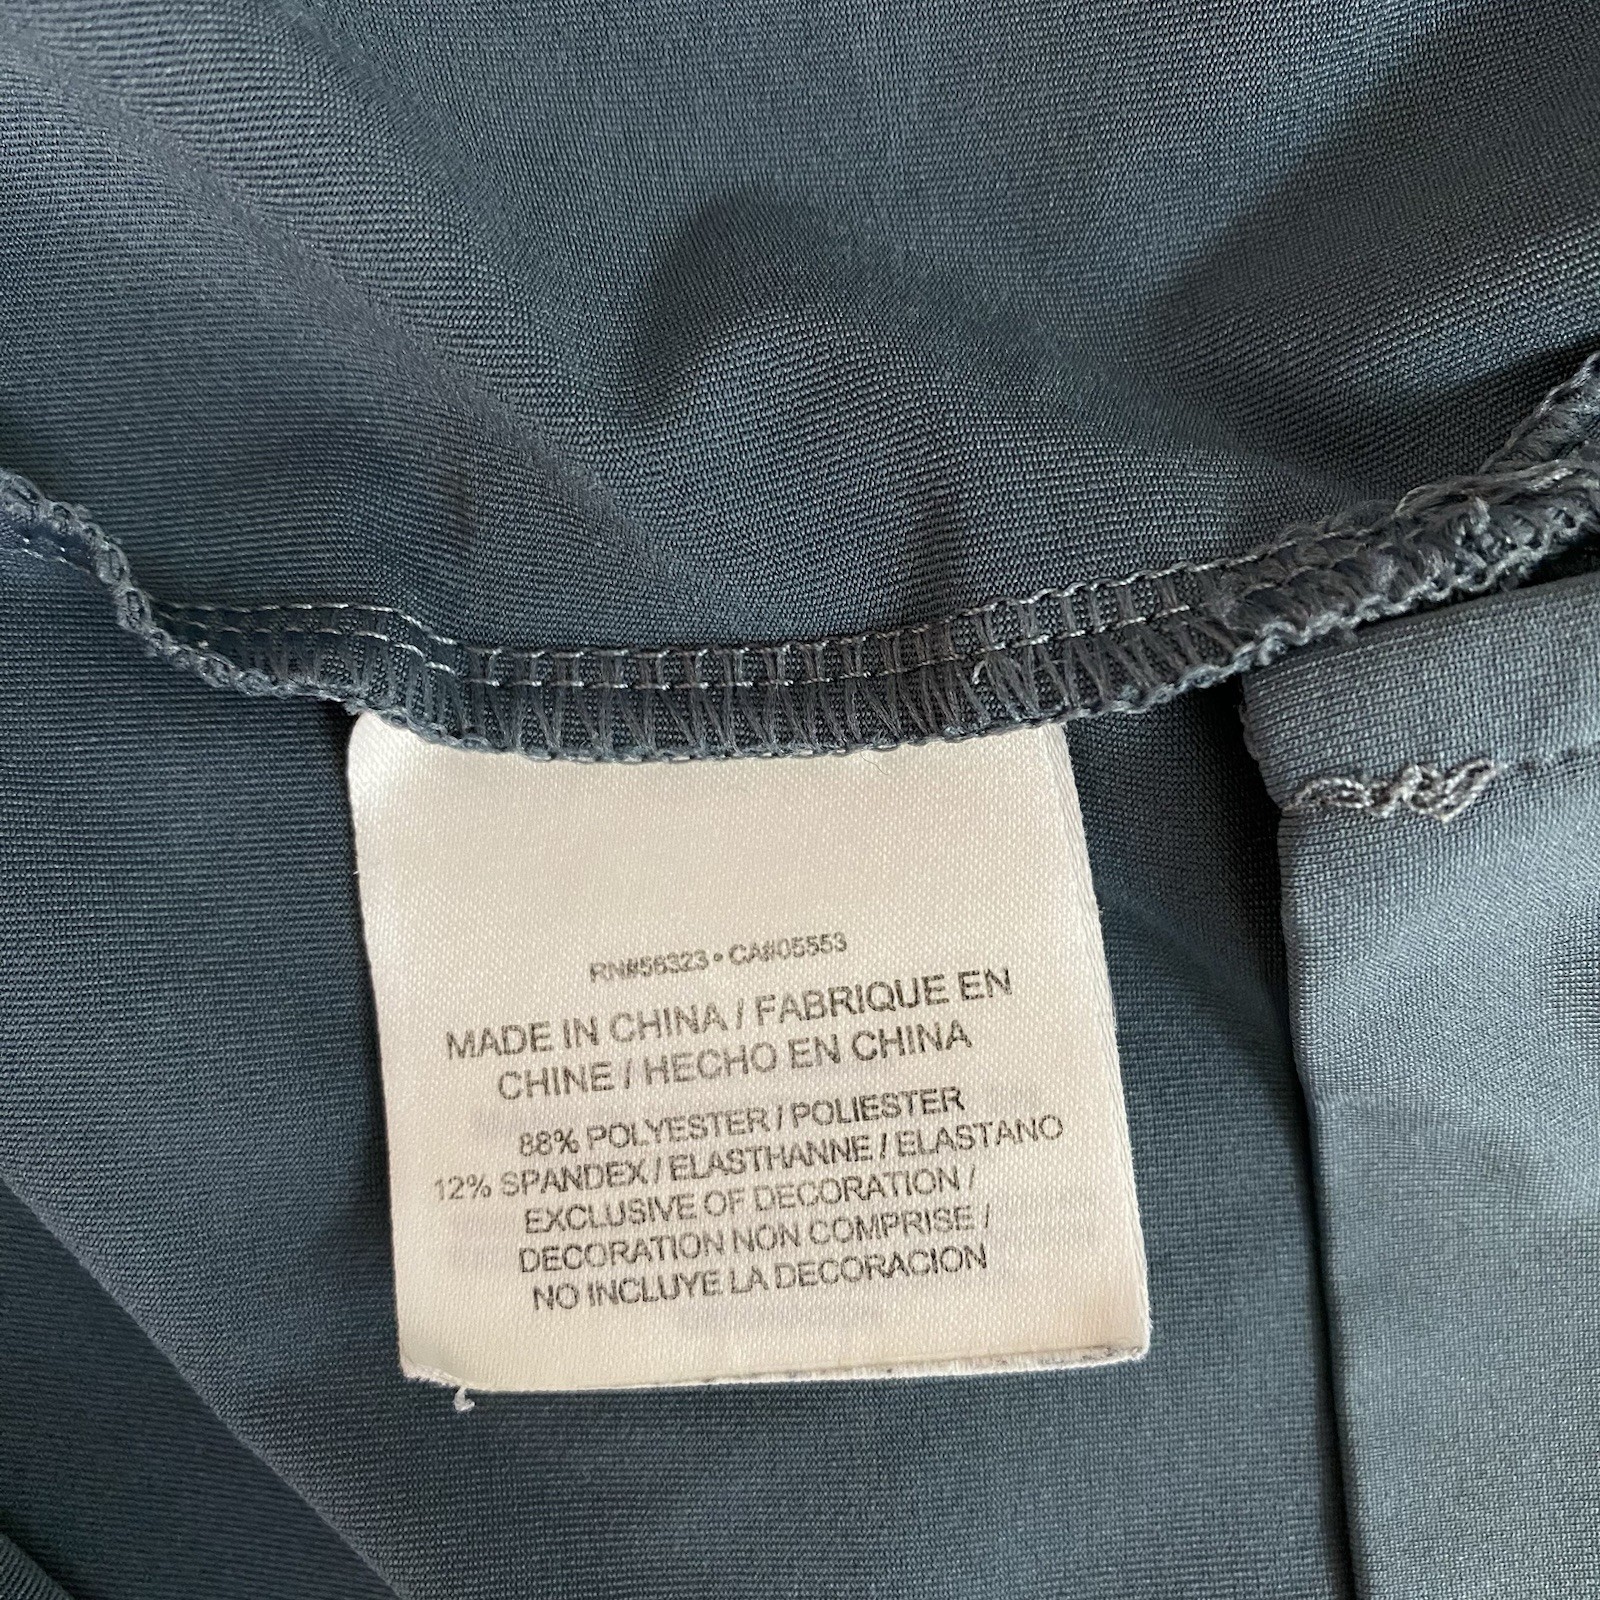 RN#56323 • CA#05553
MADE IN CHINA / FABRIQUE EN
CHINE / HECHO EN CHINA
88% POLYESTER / POLIESTER
12% SPANDEX / ELASTHANNE / ELASTANO
EXCLUSIVE OF DECORATION /
DECORATION NON COMPRISE /
NO INCLUYE LA DECORACION